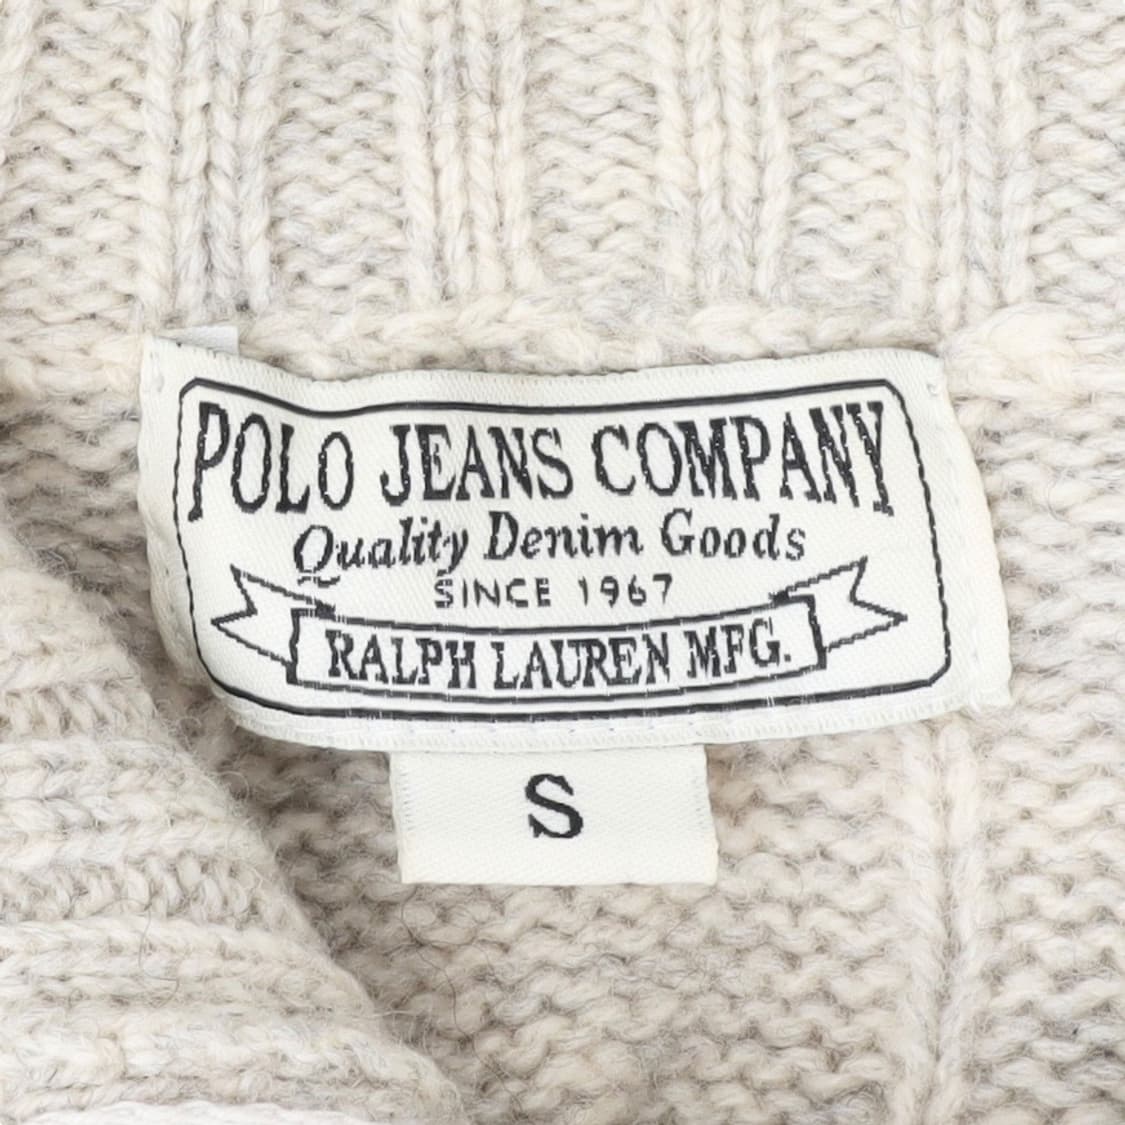 POLO JEANS COMPANY
Quality Denim Goods
SINCE 1967
RALPH LAUREN MFG.
S